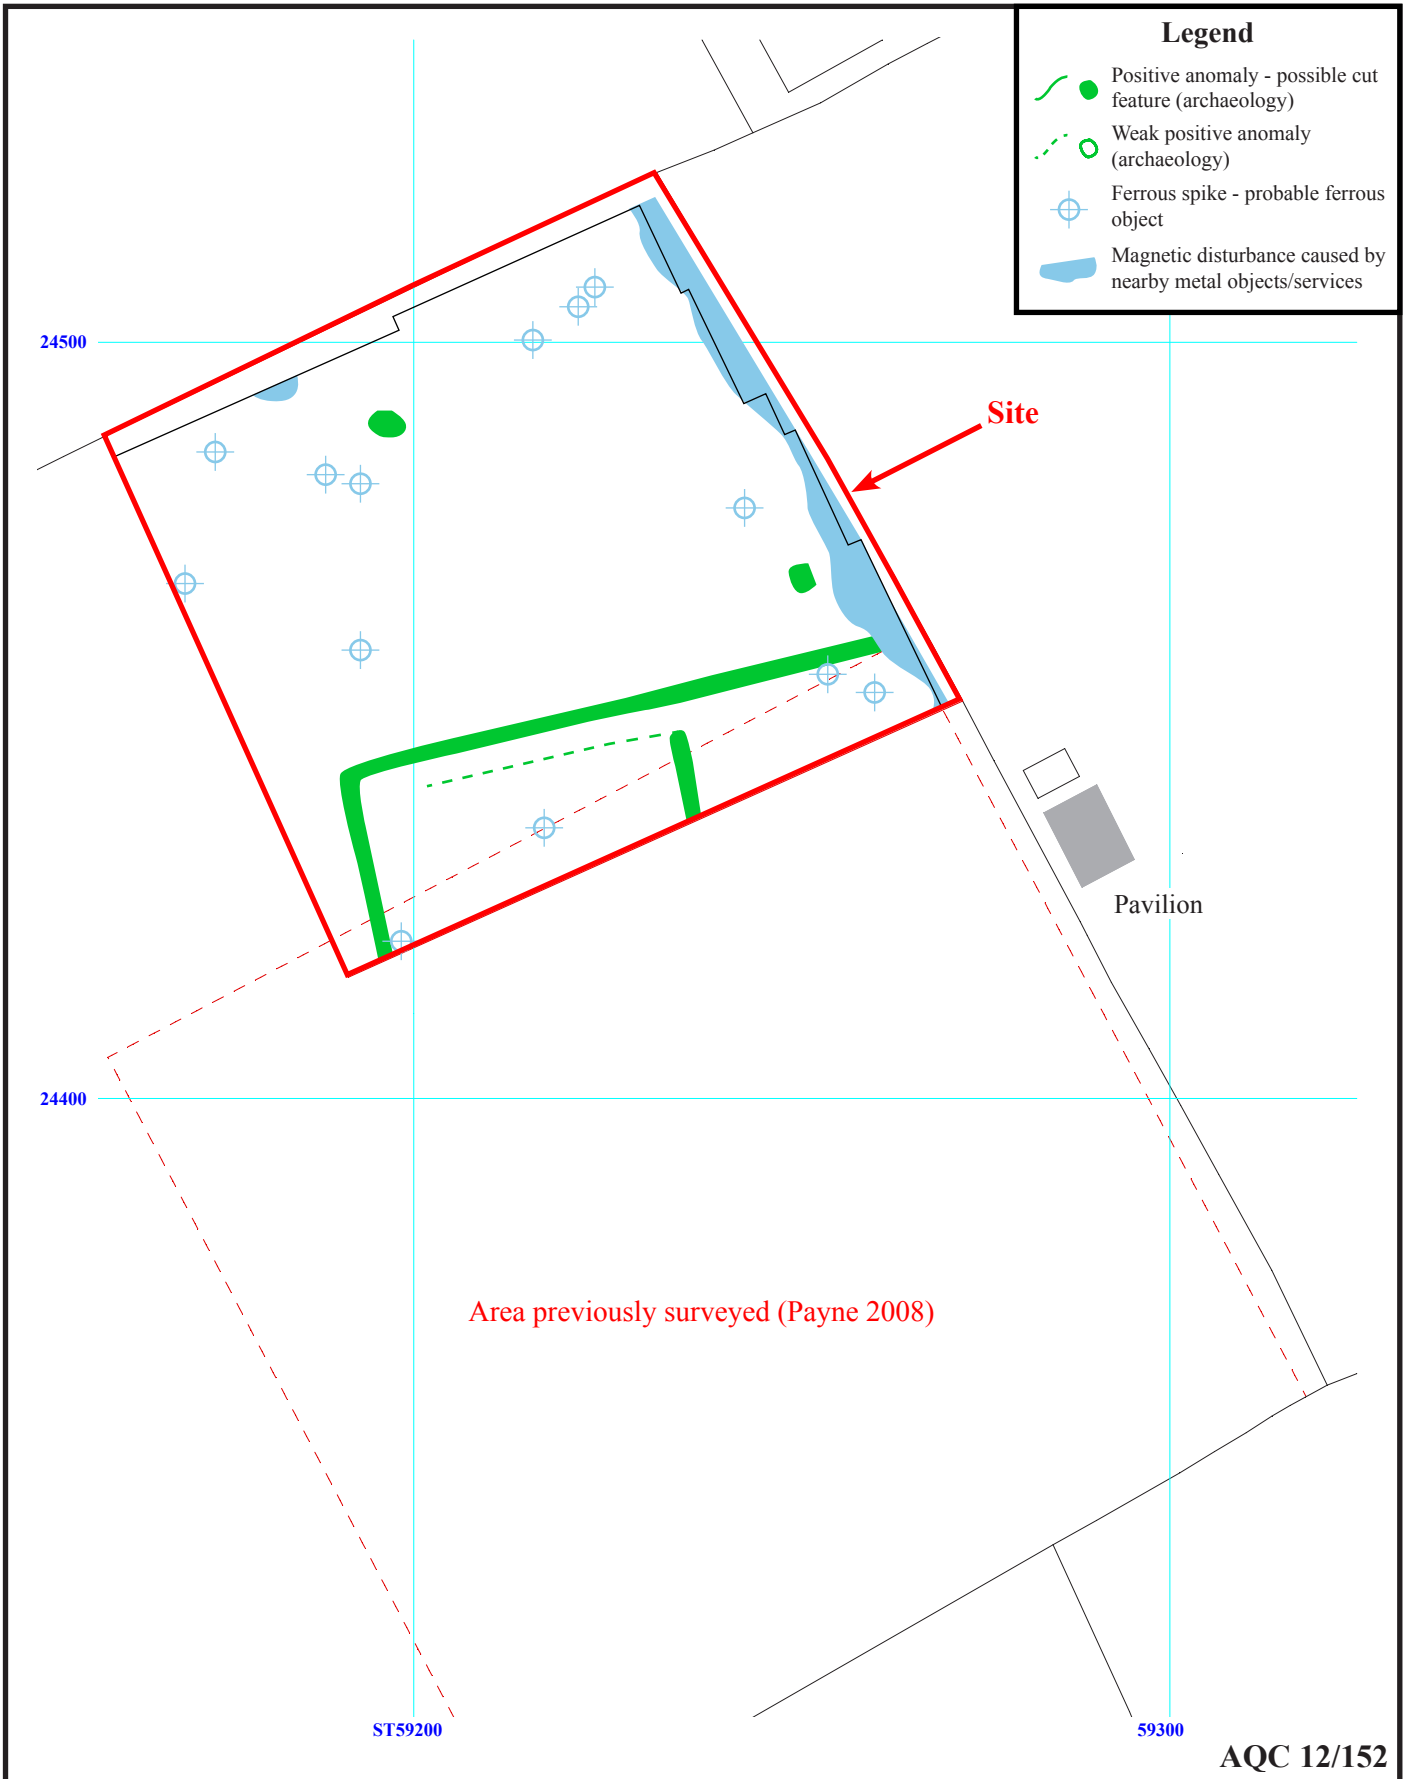 Legend
Positive anomaly - possible cut
feature (archaeology)
Weak positive anomaly
(archaeology)
Ferrous spike - probable ferrous
object
Magnetic disturbance caused by
nearby metal objects/services
24500
Site
Pavilion
24400
Area previously surveyed (Payne 2008)
ST59200
59300
AQC 12/152